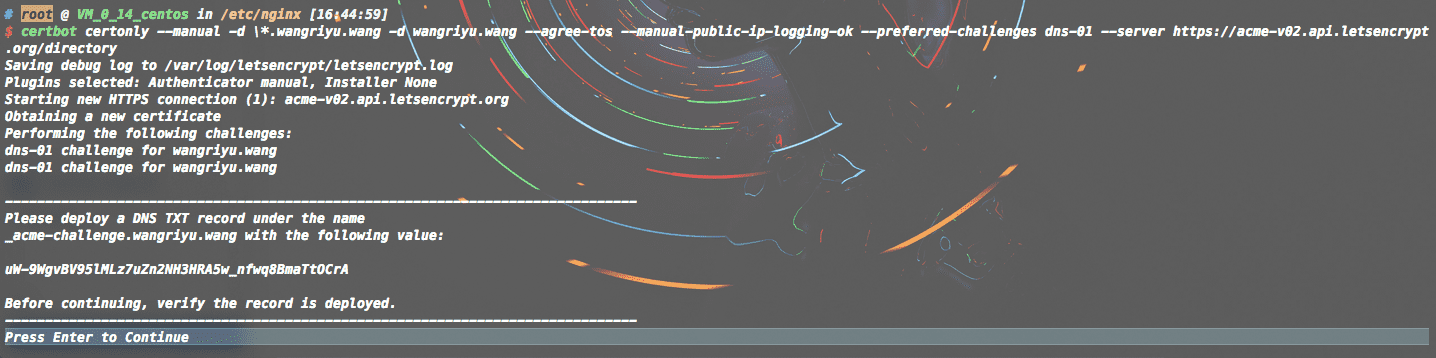 # root @ VM_0_14_centos in /etc/nginx [16:44:59]
$ certbot certonly --manual -d \*.wangriyu.wang -d wangriyu.wang --agree-tos --manual-public-ip-logging-ok --preferred-challenges dns-01 --server https://acme-v02.api.letsencrypt
.org/directory
Saving debug log to /var/log/letsencrypt/letsencrypt.log
Plugins selected: Authenticator manual, Installer None
Starting new HTTPS connection (1): acme-v02.api.letsencrypt.org
Obtaining a new certificate
Performing the following challenges:
dns-01 challenge for wangriyu.wang
dns-01 challenge for wangriyu.wang
-------------------------------------------------------------------------------
Please deploy a DNS TXT record under the name
_acme-challenge.wangriyu.wang with the following value:
uW-9WgvBV95lMLz7uZn2NH3HRA5w_nfwq8BmaTtOCrA
Before continuing, verify the record is deployed.
-------------------------------------------------------------------------------
Press Enter to Continue